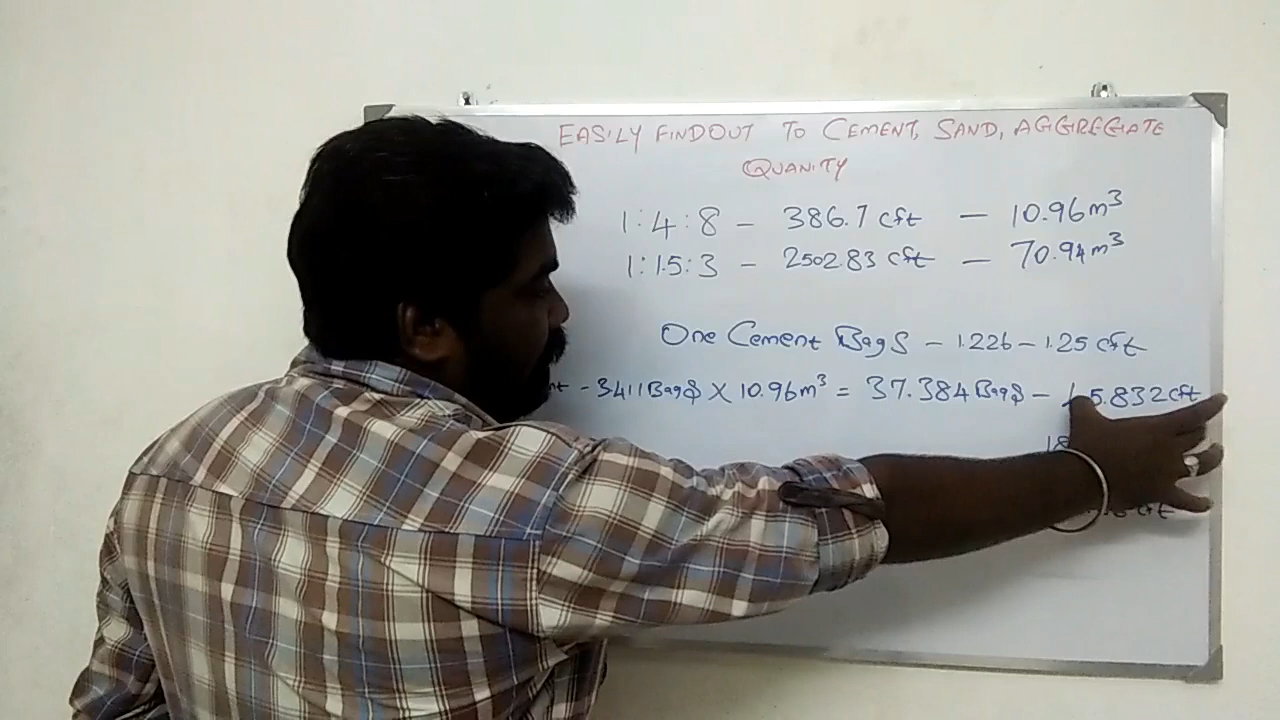 EASILY FINDOUT TO CEMENT, SAND, AGGREGATE
QUANITY
1:4:8 - 386.7 cft - 10.96m³
1:1.5:3 - 2502.83 cft - 70.94m³
One Cement Bags - 1.226 - 1.25 cft
- 3.411 Bags × 10.96m³ = 37.384 Bags - 5.832 cft
18
cft